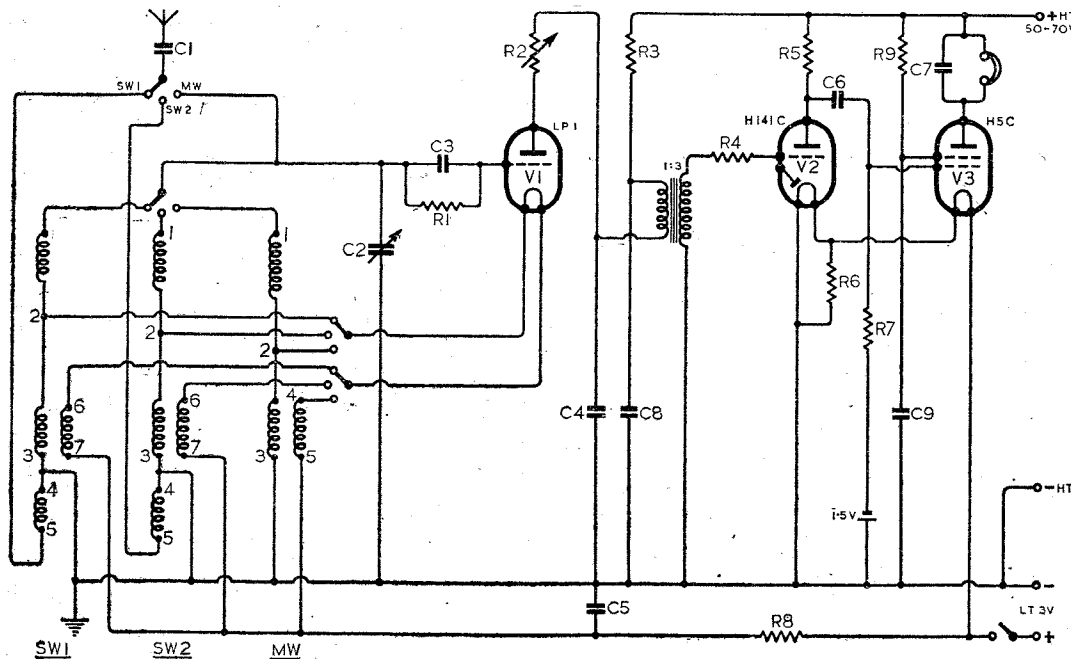 C1
SW1
MW
SW2
R2
R3
R5
R9
+HT
50-70V
C7
C6
H141C
H5C
LP1
C3
V1
R4
V2
V3
1:3
R1
C2
1
1
R6
R7
2
2
2
6
6
4
7
7
3
3
3
5
4
4
5
5
C4
C8
C9
1·5V
-HT
-
C5
LT 3V
R8
+
SW1
SW2
MW